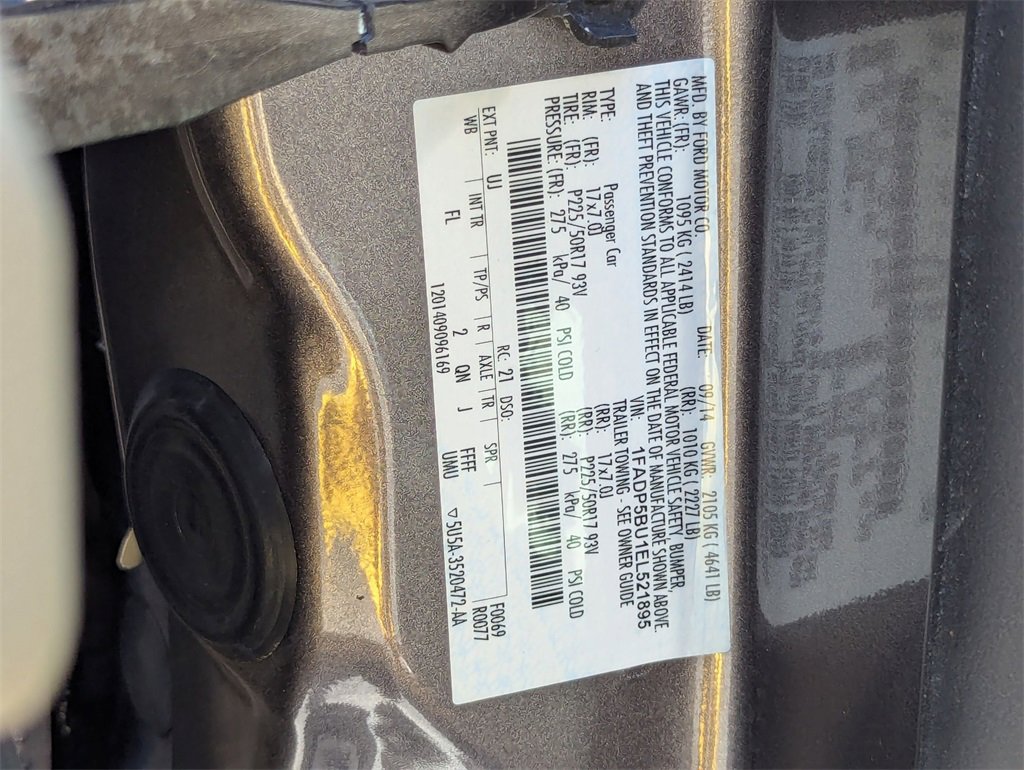 MFD. BY FORD MOTOR CO. DATE: 09/14 GVWR: 2105 KG ( 4641 LB)
GAWR: (FR): 1095 KG ( 2414 LB) (RR): 1010 KG ( 2227 LB)
THIS VEHICLE CONFORMS TO ALL APPLICABLE FEDERAL MOTOR VEHICLE SAFETY, BUMPER,
AND THEFT PREVENTION STANDARDS IN EFFECT ON THE DATE OF MANUFACTURE SHOWN ABOVE.
VIN: 1FADP5BU1EL521895
TYPE: Passenger Car TRAILER TOWING - SEE OWNER GUIDE
RIM: (FR): 17x7.0J (RR): 17x7.0J
TIRE: (FR): P225/50R17 93V (RR): P225/50R17 93V
PRESSURE: (FR): 275 kPa/ 40 PSI COLD (RR): 275 kPa/ 40 PSI COLD
RC: 21 DSO: F0069
EXT PNT: UJ R0077
WB | INT TR | TP/PS | R | AXLE | TR | SPR |
FL 2 QN J FFFF
1201409096169 UMU ▽5U5A-3520472-AA